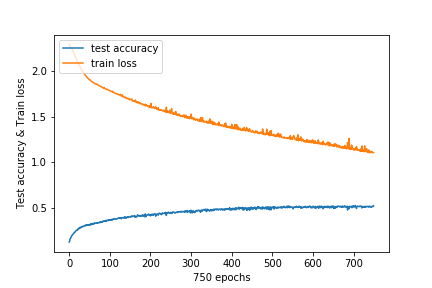 test accuracy
train loss
Test accuracy & Train loss
2.0
1.5
1.0
0.5
0 100 200 300 400 500 600 700
750 epochs